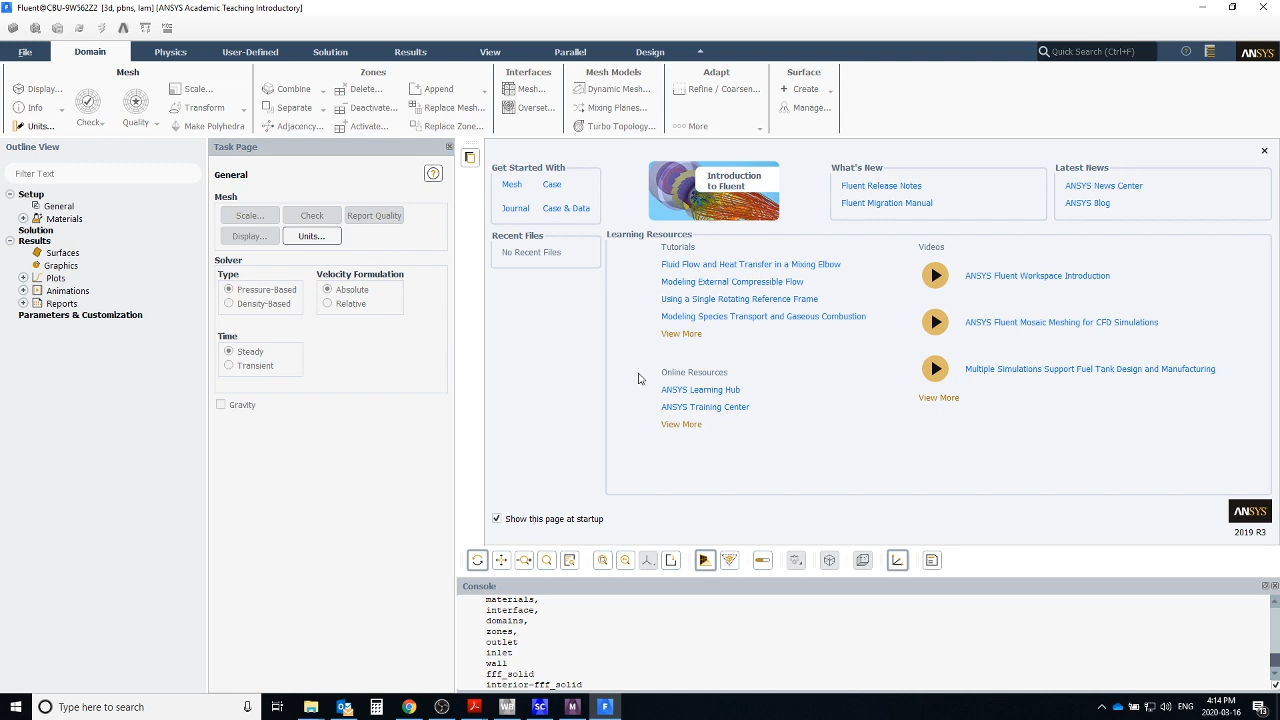 Fluent@CBU-9W562Z2 [3d, pbns, lam] [ANSYS Academic Teaching Introductory]
File Domain Physics User-Defined Solution Results View Parallel Design Quick Search (Ctrl+F) ANSYS
Mesh Zones Interfaces Mesh Models Adapt Surface
Display... Scale... Combine Delete... Append Mesh... Dynamic Mesh... Refine / Coarsen... Create
Info Transform Separate Deactivate... Replace Mesh... Overset... Mixing Planes... Manage...
Units... Check Quality Make Polyhedra Adjacency... Activate... Replace Zone... Turbo Topology... More
Outline View
Filter Text
Setup
General
Materials
Solution
Results
Surfaces
Graphics
Plots
Animations
Reports
Parameters & Customization
Task Page
General
Mesh
Scale... Check Report Quality
Display... Units...
Solver
Type Velocity Formulation
Pressure-Based Absolute
Density-Based Relative
Time
Steady
Transient
Gravity
Get Started With
Mesh Case
Journal Case & Data
Recent Files
No Recent Files
Introduction
to Fluent
What's New
Fluent Release Notes
Fluent Migration Manual
Latest News
ANSYS News Center
ANSYS Blog
Learning Resources
Tutorials
Fluid Flow and Heat Transfer in a Mixing Elbow
Modeling External Compressible Flow
Using a Single Rotating Reference Frame
Modeling Species Transport and Gaseous Combustion
View More
Online Resources
ANSYS Learning Hub
ANSYS Training Center
View More
Videos
ANSYS Fluent Workspace Introduction
ANSYS Fluent Mosaic Meshing for CFD Simulations
Multiple Simulations Support Fuel Tank Design and Manufacturing
View More
Show this page at startup
ANSYS
2019 R3
Console
materials,
interface,
domains,
zones,
outlet
inlet
wall
fff_solid
interior-fff_solid
Type here to search
ENG
4:14 PM
2020-03-16